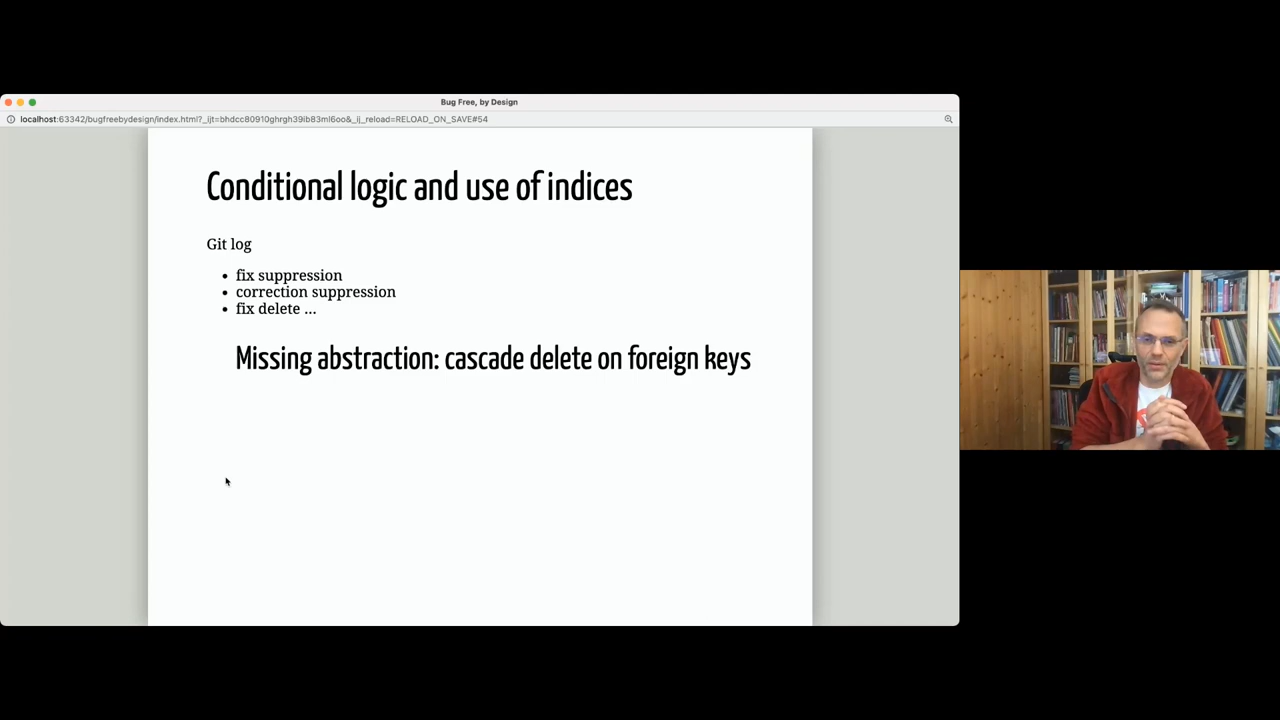 Bug Free, by Design
localhost:63342/bugfreebydesign/index.html?_ijt=bhdcc80910ghrgh39ib83ml6oo&_ij_reload=RELOAD_ON_SAVE#54
Conditional logic and use of indices
Git log
• fix suppression
• correction suppression
• fix delete ...
Missing abstraction: cascade delete on foreign keys